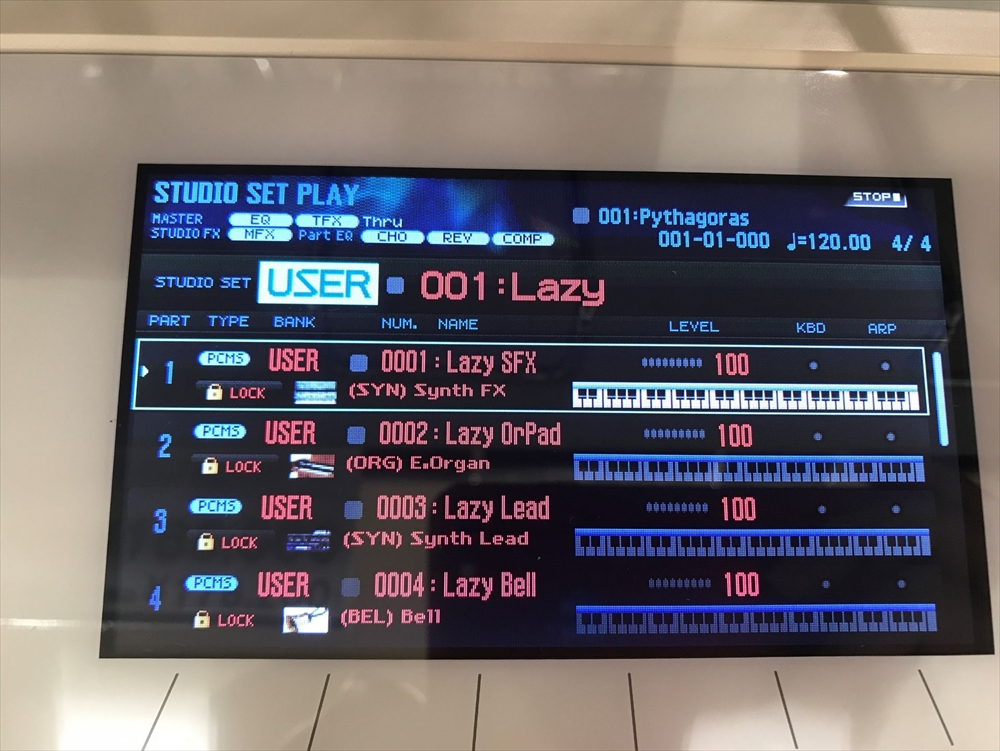 STUDIO SET PLAY
STOP
MASTER EQ TFX Thru
001:Pythagoras
STUDIO FX MFX Part EQ CHO REV COMP
001-01-000 ♩=120.00 4/ 4
STUDIO SET USER 001:Lazy
PART TYPE BANK NUM. NAME LEVEL KBD ARP
1 PCMS USER 0001:Lazy SFX 100
LOCK (SYN) Synth FX
2 PCMS USER 0002:Lazy OrPad 100
LOCK (ORG) E.Organ
3 PCMS USER 0003:Lazy Lead 100
LOCK (SYN) Synth Lead
4 PCMS USER 0004:Lazy Bell 100
LOCK (BEL) Bell